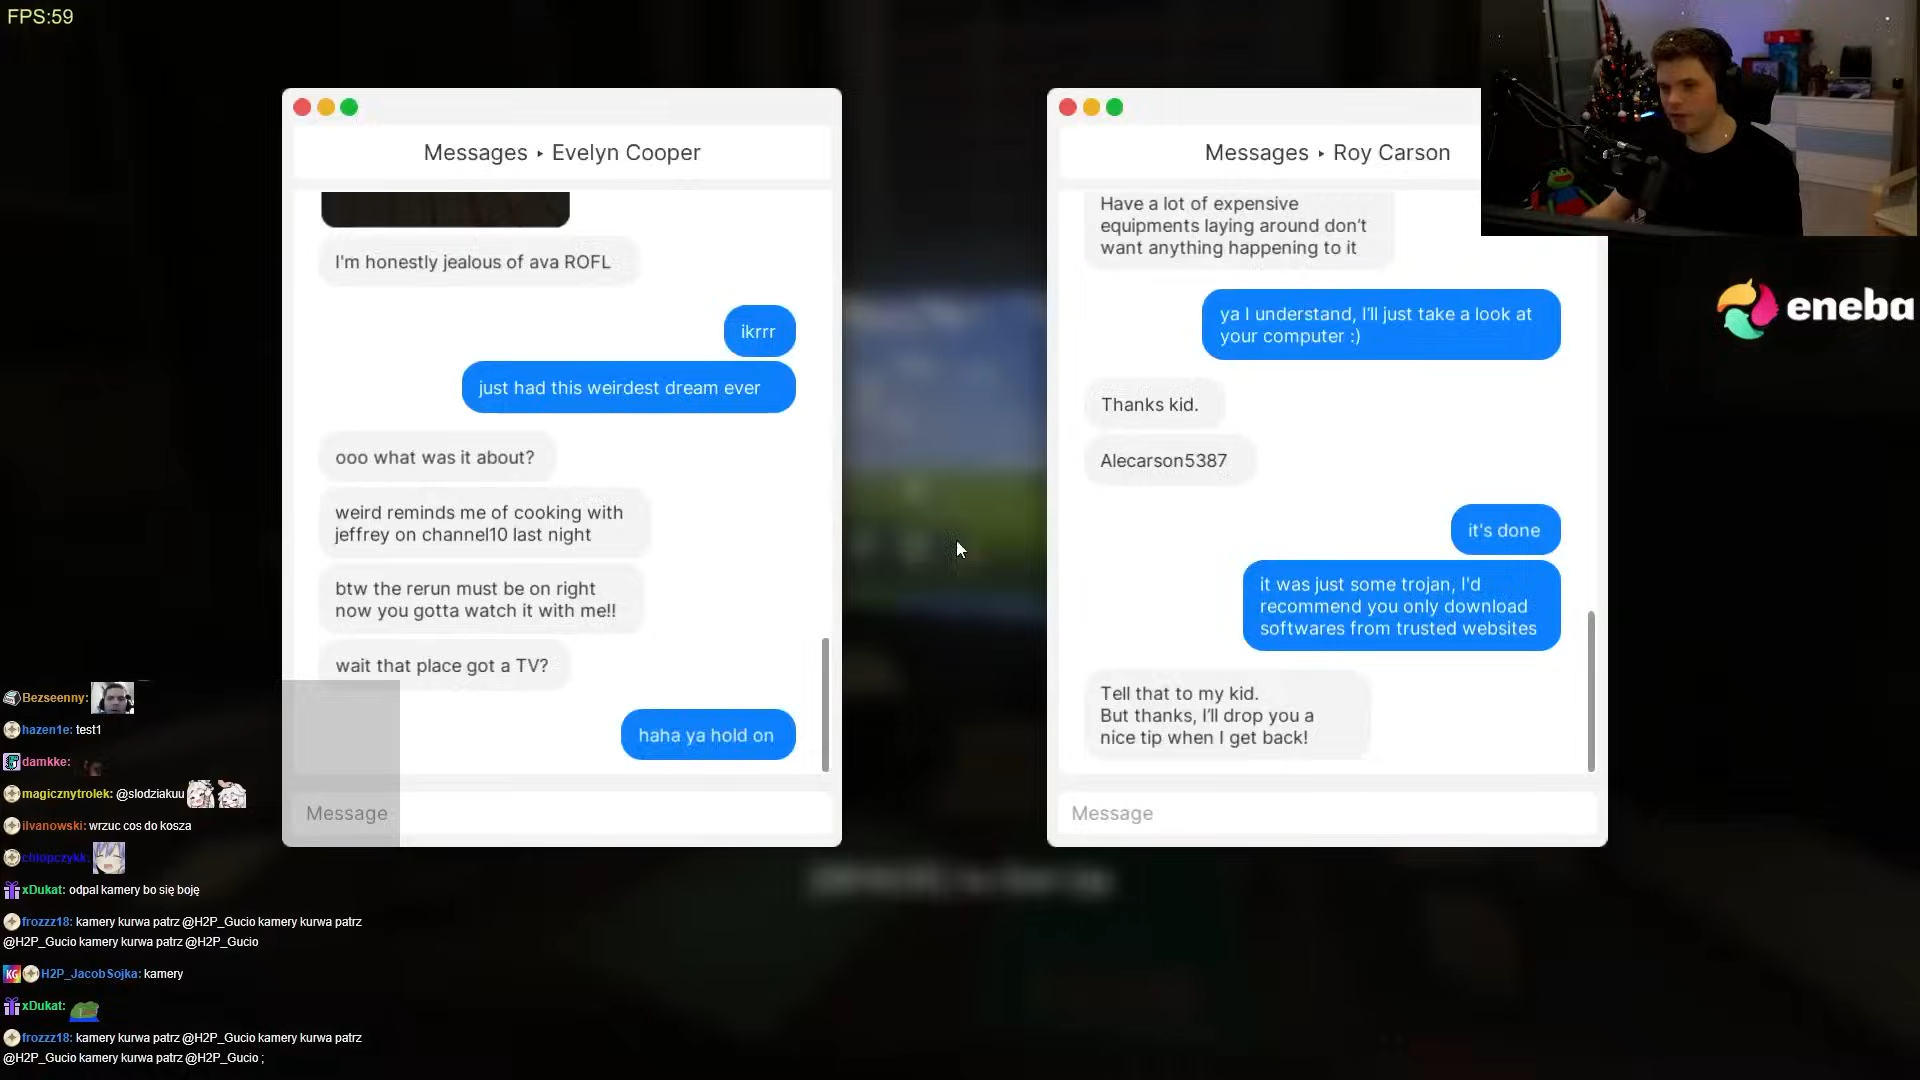 FPS:59
Messages ▸ Evelyn Cooper
I'm honestly jealous of ava ROFL
ikrrr
just had this weirdest dream ever
ooo what was it about?
weird reminds me of cooking with
jeffrey on channel10 last night
btw the rerun must be on right
now you gotta watch it with me!!
wait that place got a TV?
haha ya hold on
Message
Messages ▸ Roy Carson
Have a lot of expensive
equipments laying around don't
want anything happening to it
ya I understand, I'll just take a look at
your computer :)
Thanks kid.
Alecarson5387
it's done
it was just some trojan, I'd
recommend you only download
softwares from trusted websites
Tell that to my kid.
But thanks, I'll drop you a
nice tip when I get back!
Message
eneba
Bezseenny:
hazen1e: test1
damkke:
magicznytrolek: @slodziakuu
ilvanowski: wrzuc cos do kosza
chlopczykk:
xDukat: odpal kamery bo się boję
frozzz18: kamery kurwa patrz @H2P_Gucio kamery kurwa patrz
@H2P_Gucio kamery kurwa patrz @H2P_Gucio
KG H2P_JacobSojka: kamery
xDukat:
frozzz18: kamery kurwa patrz @H2P_Gucio kamery kurwa patrz
@H2P_Gucio kamery kurwa patrz @H2P_Gucio ;